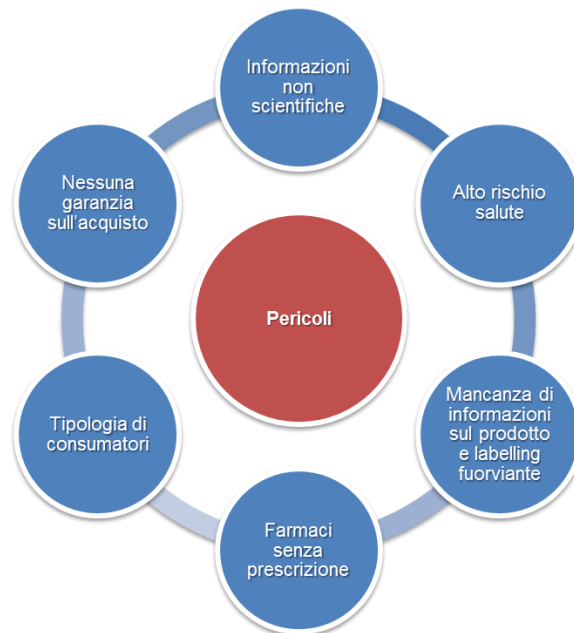 Informazioni
non
scientifiche
Alto rischio
salute
Mancanza di
informazioni
sul prodotto
e labelling
fuorviante
Farmaci
senza
prescrizione
Tipologia di
consumatori
Nessuna
garanzia
sull'acquisto
Pericoli